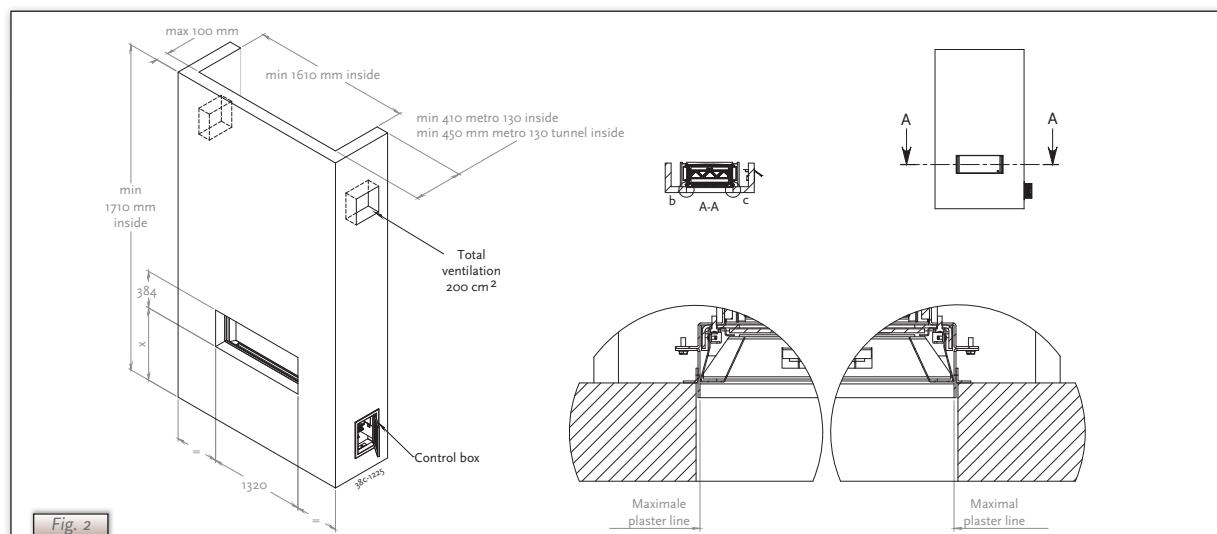 max 100 mm
min 1610 mm inside
min 410 metro 130 inside
min 450 mm metro 130 tunnel inside
min
1710 mm
inside
Total
ventilation
200 cm²
384
x
Control box
38c-1225
=
1320
=
Fig. 2
b
A-A
c
A
A
Maximale
plaster line
Maximal
plaster line